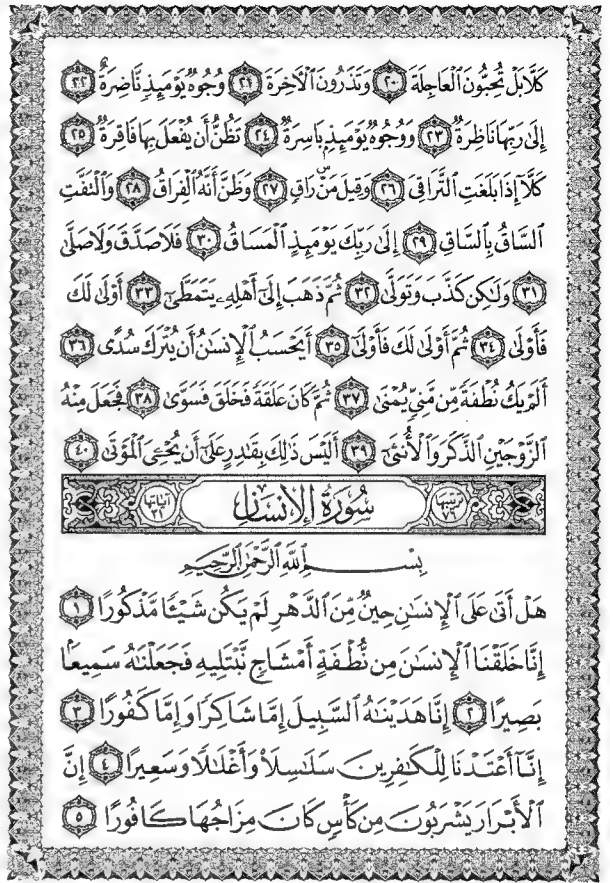 كَلَّا بَلْ تُحِبُّونَ ٱلْعَاجِلَةَ ٢٠ وَتَذَرُونَ ٱلْآخِرَةَ ٢١ وُجُوهٌ يَوْمَئِذٍ نَّاضِرَةٌ ٢٢
إِلَىٰ رَبِّهَا نَاظِرَةٌ ٢٣ وَوُجُوهٌ يَوْمَئِذٍ بَاسِرَةٌ ٢٤ تَظُنُّ أَن يُفْعَلَ بِهَا فَاقِرَةٌ ٢٥
كَلَّآ إِذَا بَلَغَتِ ٱلتَّرَاقِيَ ٢٦ وَقِيلَ مَنْ رَاقٍ ٢٧ وَظَنَّ أَنَّهُ ٱلْفِرَاقُ ٢٨ وَٱلْتَفَّتِ
ٱلسَّاقُ بِٱلسَّاقِ ٢٩ إِلَىٰ رَبِّكَ يَوْمَئِذٍ ٱلْمَسَاقُ ٣٠ فَلَا صَدَّقَ وَلَا صَلَّىٰ
٣١ وَلَٰكِن كَذَّبَ وَتَوَلَّىٰ ٣٢ ثُمَّ ذَهَبَ إِلَىٰٓ أَهْلِهِۦ يَتَمَطَّىٰٓ ٣٣ أَوْلَىٰ لَكَ
فَأَوْلَىٰ ٣٤ ثُمَّ أَوْلَىٰ لَكَ فَأَوْلَىٰٓ ٣٥ أَيَحْسَبُ ٱلْإِنسَٰنُ أَن يُتْرَكَ سُدًى ٣٦
أَلَمْ يَكُ نُطْفَةً مِّن مَّنِيٍّ يُمْنَىٰ ٣٧ ثُمَّ كَانَ عَلَقَةً فَخَلَقَ فَسَوَّىٰ ٣٨ فَجَعَلَ مِنْهُ
ٱلزَّوْجَيْنِ ٱلذَّكَرَ وَٱلْأُنثَىٰٓ ٣٩ أَلَيْسَ ذَٰلِكَ بِقَٰدِرٍ عَلَىٰٓ أَن يُحْـِۧيَ ٱلْمَوْتَىٰ ٤٠
سُورَةُ ٱلْإِنسَانِ
بِسْمِ ٱللَّهِ ٱلرَّحْمَٰنِ ٱلرَّحِيمِ
هَلْ أَتَىٰ عَلَى ٱلْإِنسَٰنِ حِينٌ مِّنَ ٱلدَّهْرِ لَمْ يَكُن شَيْـًٔا مَّذْكُورًا ١
إِنَّا خَلَقْنَا ٱلْإِنسَٰنَ مِن نُّطْفَةٍ أَمْشَاجٍ نَّبْتَلِيهِ فَجَعَلْنَٰهُ سَمِيعًۢا
بَصِيرًا ٢ إِنَّا هَدَيْنَٰهُ ٱلسَّبِيلَ إِمَّا شَاكِرًا وَإِمَّا كَفُورًا ٣
إِنَّآ أَعْتَدْنَا لِلْكَٰفِرِينَ سَلَٰسِلَا۟ وَأَغْلَٰلًا وَسَعِيرًا ٤ إِنَّ
ٱلْأَبْرَارَ يَشْرَبُونَ مِن كَأْسٍ كَانَ مِزَاجُهَا كَافُورًا ٥